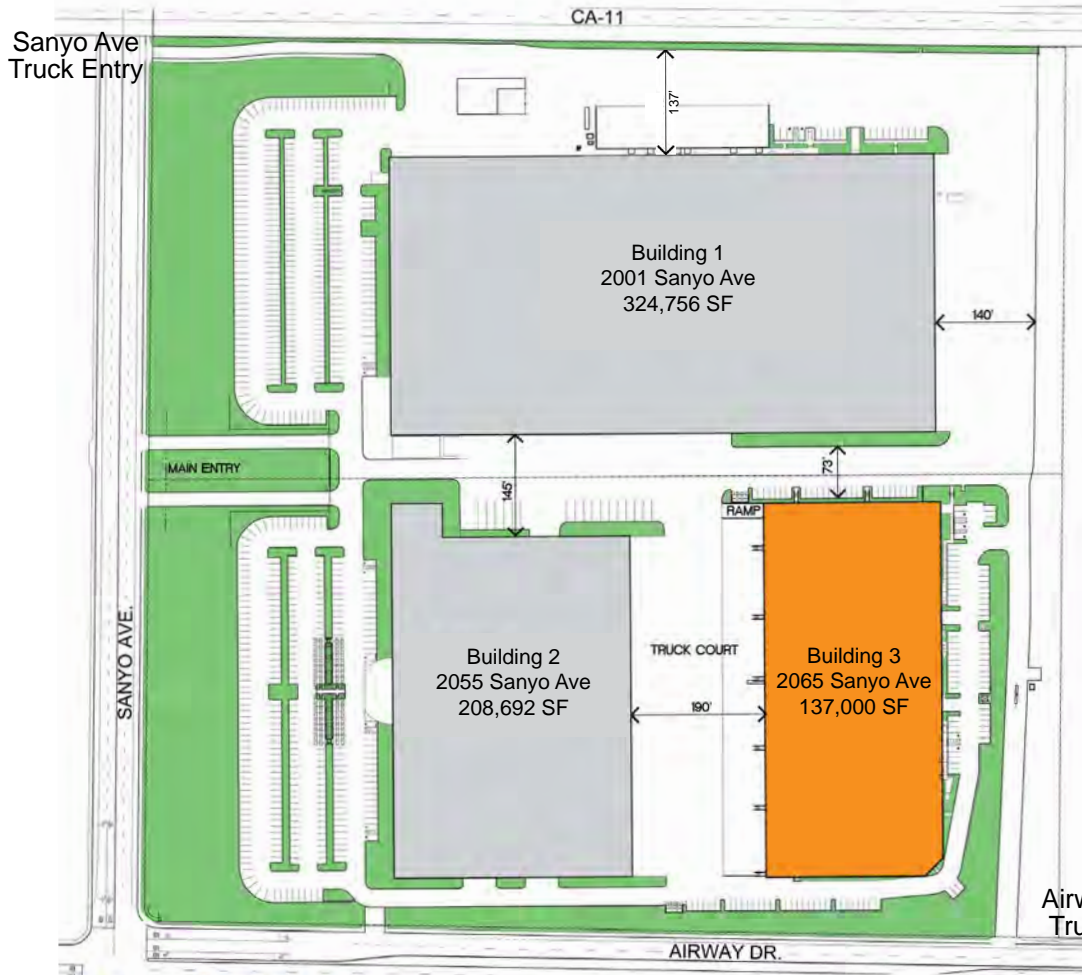 CA-11
Sanyo Ave
Truck Entry
137'
Building 1
2001 Sanyo Ave
324,756 SF
140'
MAIN ENTRY
145'
73'
RAMP
SANYO AVE.
Building 2
2055 Sanyo Ave
208,692 SF
TRUCK COURT
190'
Building 3
2065 Sanyo Ave
137,000 SF
AIRWAY DR.